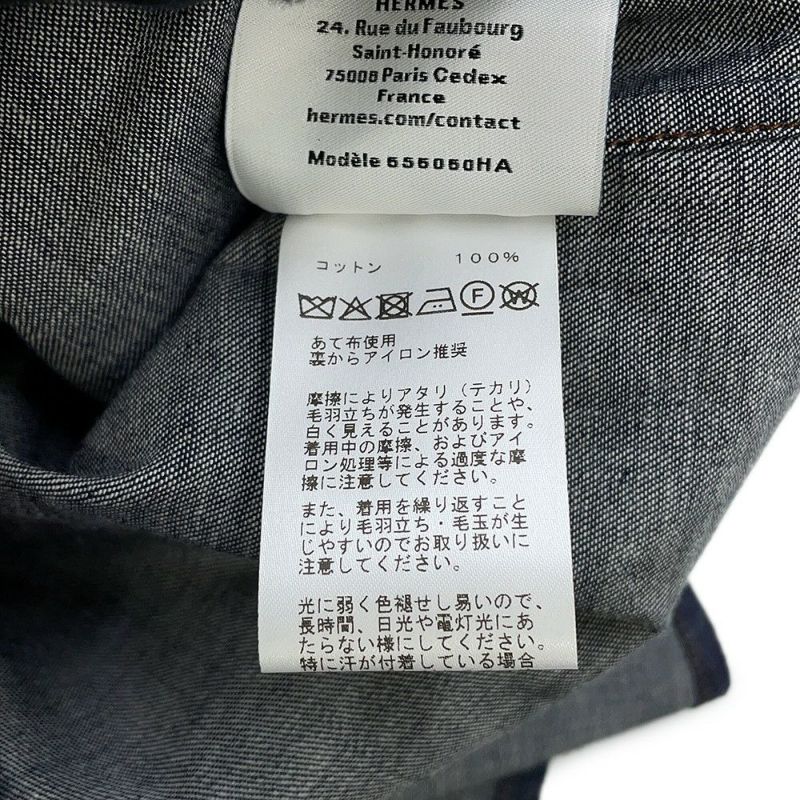 HERMES
24, Rue du Faubourg
Saint-Honoré
75008 Paris Cedex
France
hermes.com/contact
Modèle 656060HA
コットン 100%
F
W
あて布使用
裏からアイロン推奨
摩擦によりアタリ（テカリ）
毛羽立ちが発生することや、
白く見えることがあります。
着用中の摩擦、およびアイ
ロン処理等による過度な摩
擦に注意してください。
また、着用を繰り返すこと
により毛羽立ち・毛玉が生
じやすいのでお取り扱いに
注意してください。
光に弱く色褪せし易いので、
長時間、日光や電灯光にあ
たらない様にしてください。
特に汗が付着している場合